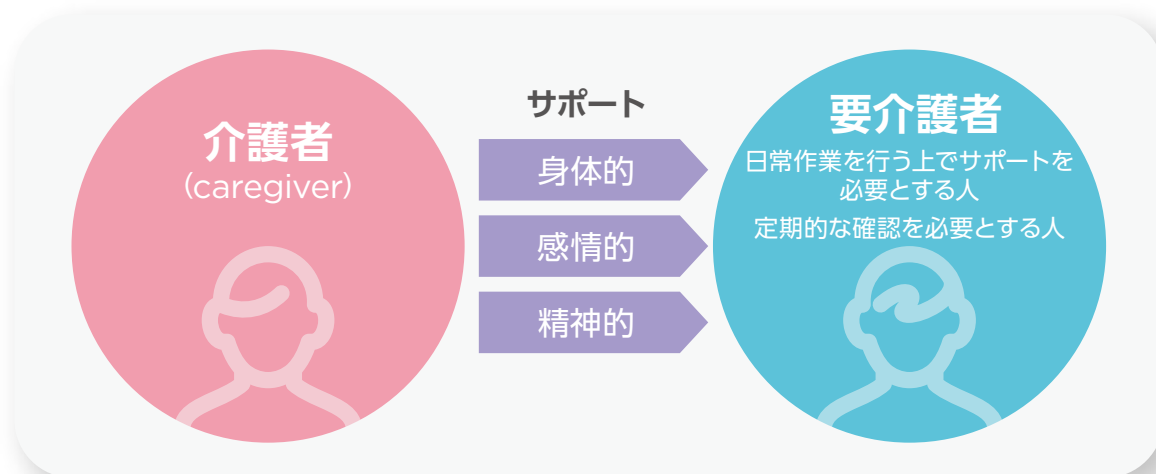 介護者
(caregiver)
サポート
身体的
感情的
精神的
要介護者
日常作業を行う上でサポートを
必要とする人
定期的な確認を必要とする人